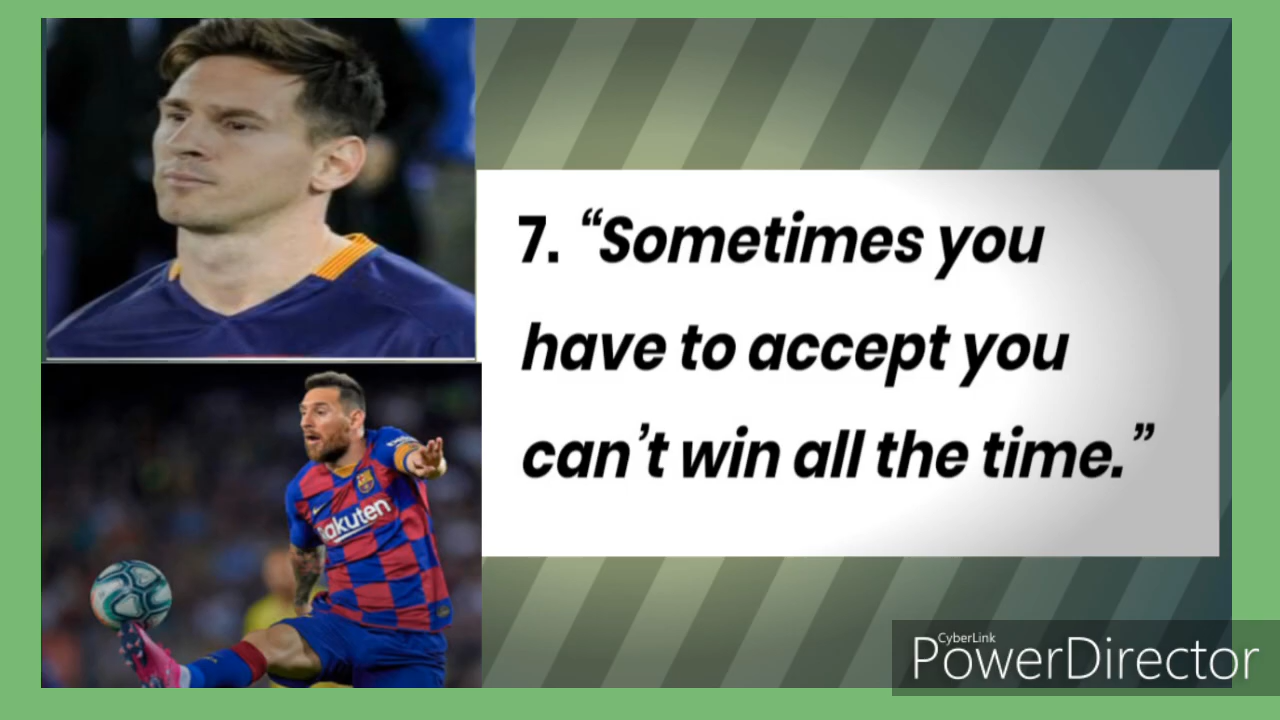 7. “Sometimes you
have to accept you
can’t win all the time.”
Rakuten
CyberLink
PowerDirector